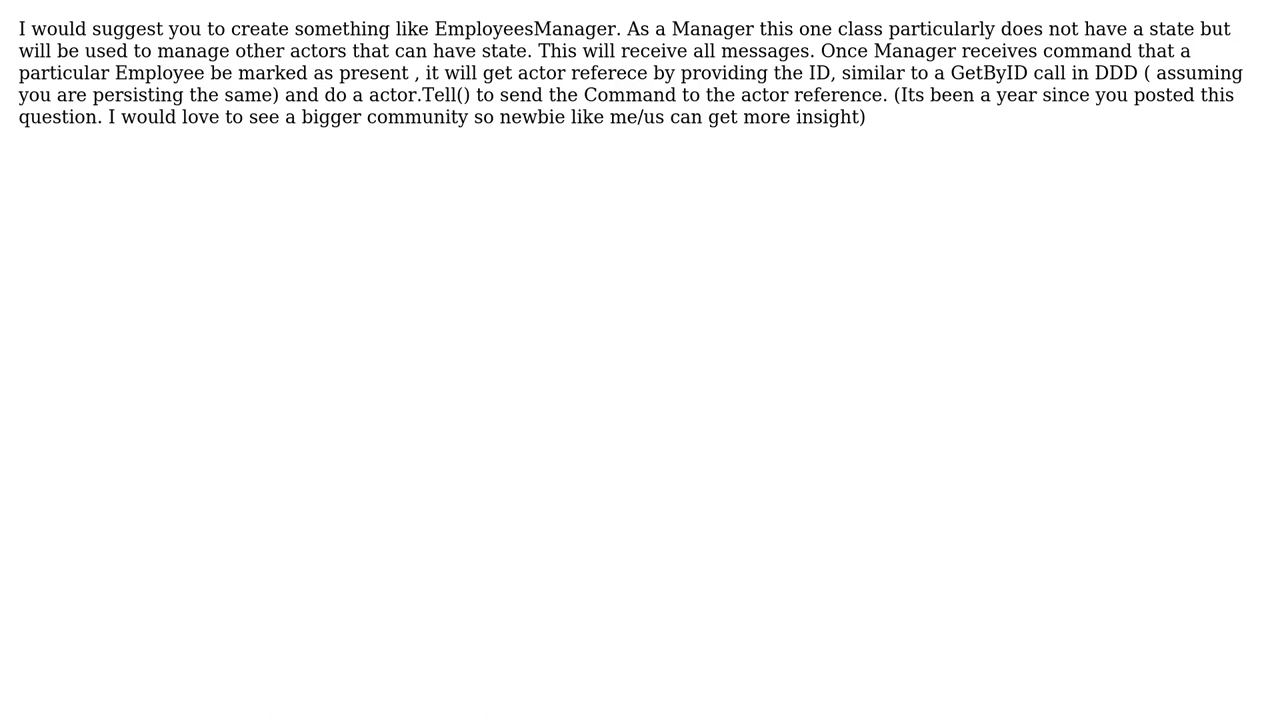 I would suggest you to create something like EmployeesManager. As a Manager this one class particularly does not have a state but
will be used to manage other actors that can have state. This will receive all messages. Once Manager receives command that a
particular Employee be marked as present , it will get actor referece by providing the ID, similar to a GetByID call in DDD ( assuming
you are persisting the same) and do a actor.Tell() to send the Command to the actor reference. (Its been a year since you posted this
question. I would love to see a bigger community so newbie like me/us can get more insight)